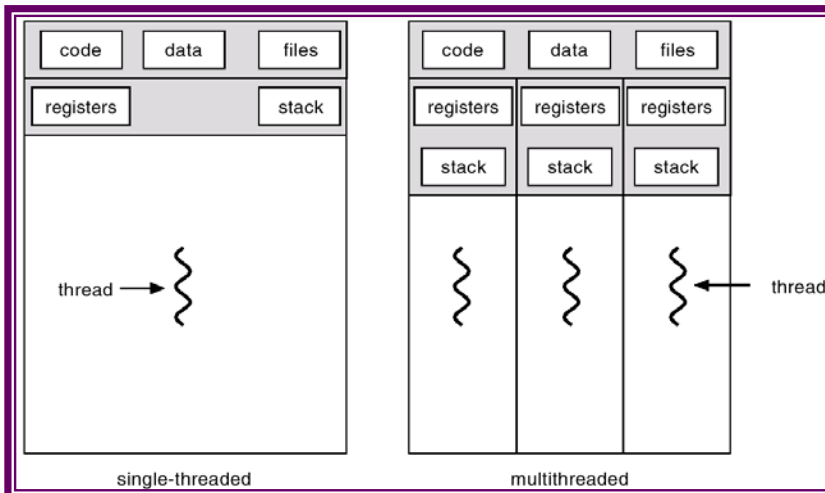 code data files
registers stack
thread
single-threaded
code data files
registers registers registers
stack stack stack
thread
multithreaded